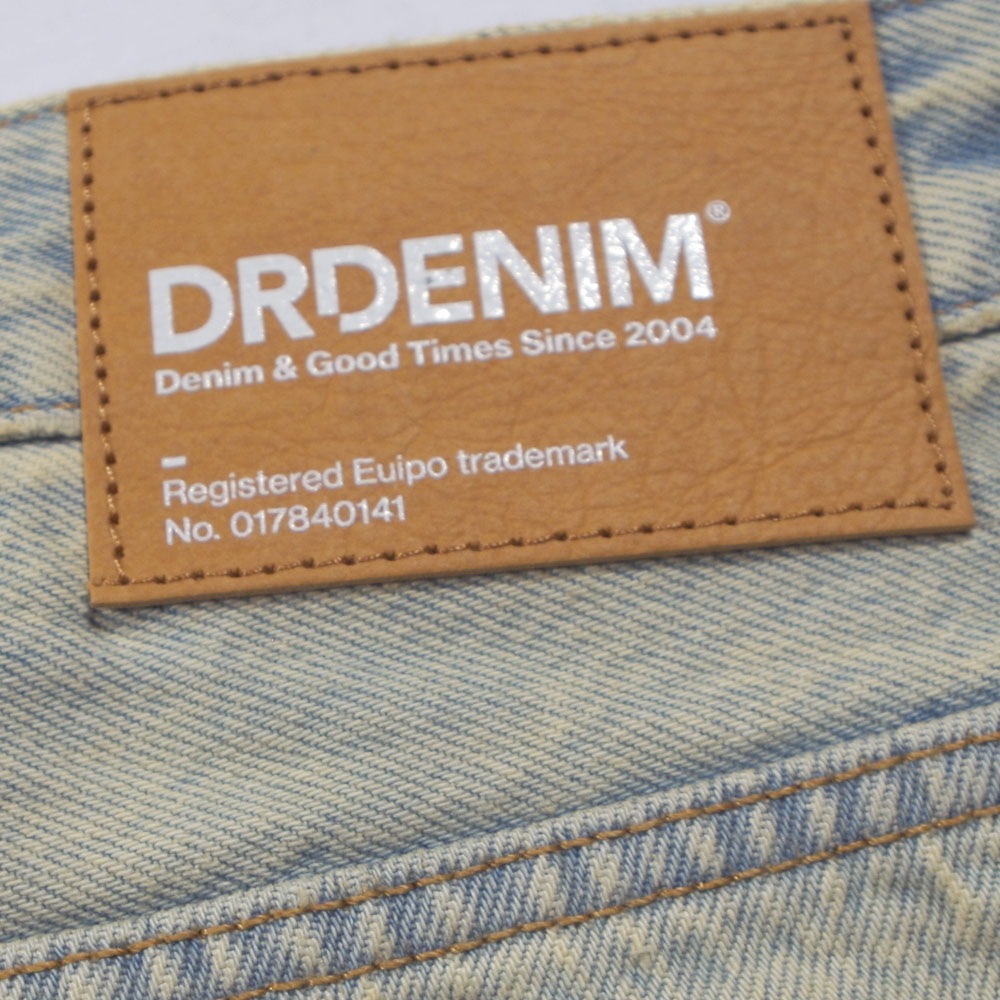 DRDENIM®
Denim & Good Times Since 2004
Registered Euipo trademark
No. 017840141